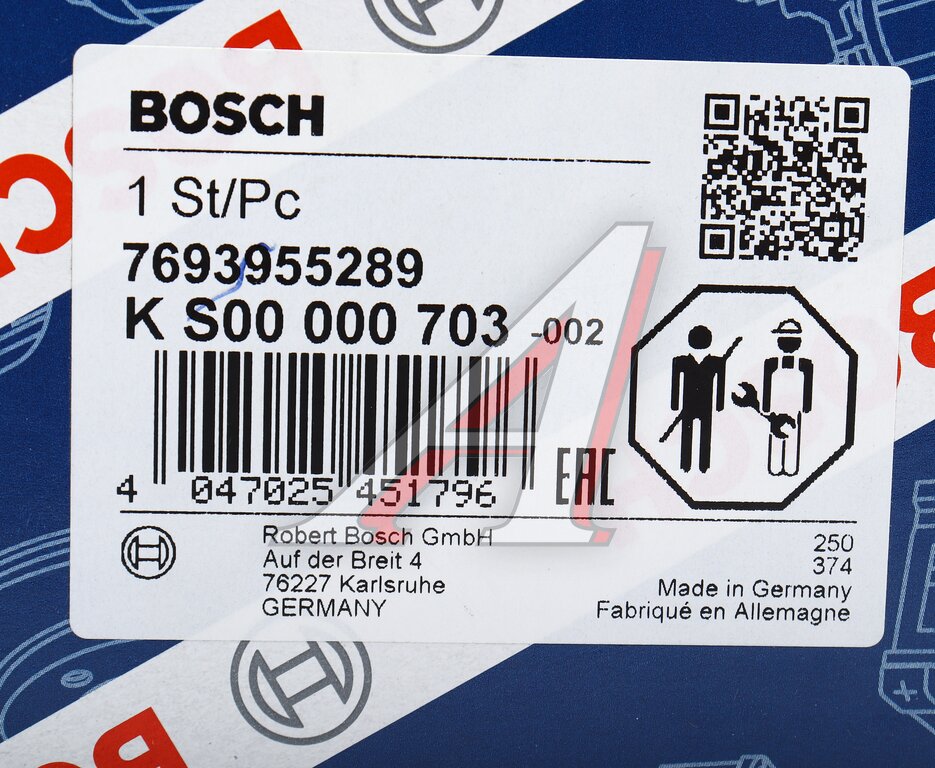 BOSCH
1 St/Pc
7693955289
K S00 000 703 -002
4 047025 451796
EAC
Robert Bosch GmbH
Auf der Breit 4
76227 Karlsruhe
GERMANY
250
374
Made in Germany
Fabriqué en Allemagne